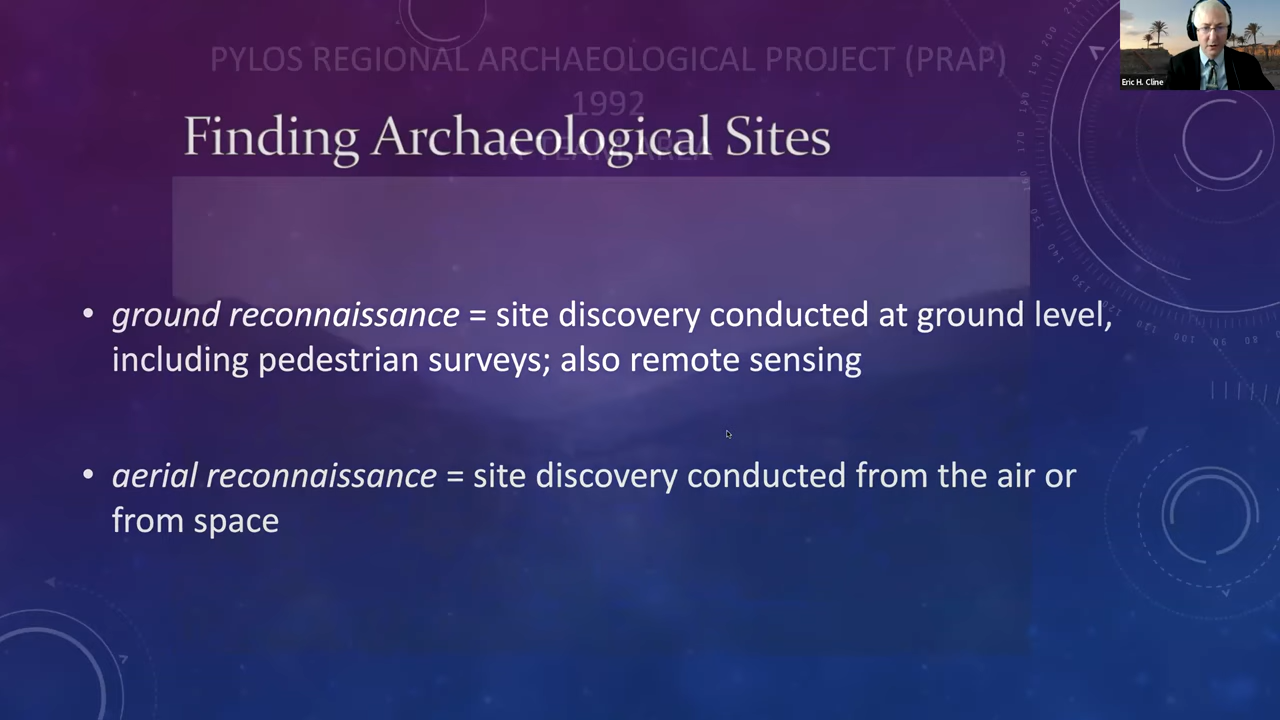 PYLOS REGIONAL ARCHAEOLOGICAL PROJECT (PRAP)
1992
Finding Archaeological Sites
• ground reconnaissance = site discovery conducted at ground level,
including pedestrian surveys; also remote sensing
• aerial reconnaissance = site discovery conducted from the air or
from space
Eric H. Cline